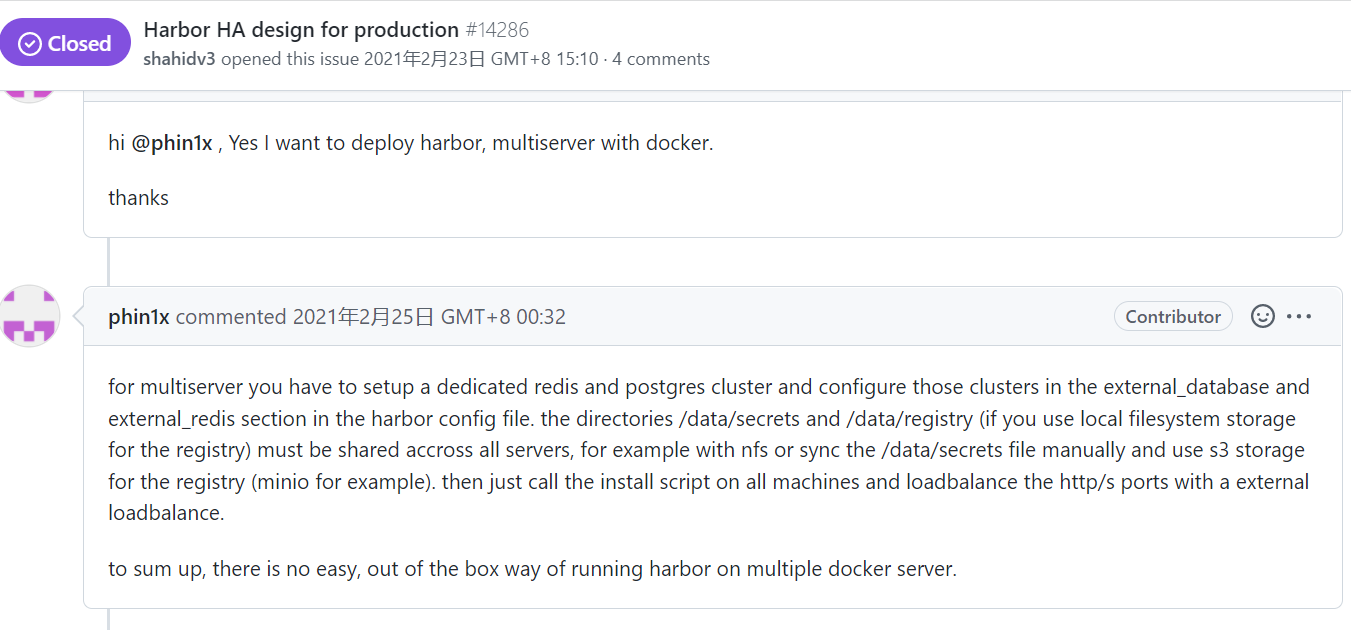 Closed
Harbor HA design for production #14286
shahidv3 opened this issue 2021年2月23日 GMT+8 15:10 · 4 comments
hi @phin1x , Yes I want to deploy harbor, multiserver with docker.
thanks
phin1x commented 2021年2月25日 GMT+8 00:32
Contributor
for multiserver you have to setup a dedicated redis and postgres cluster and configure those clusters in the external_database and
external_redis section in the harbor config file. the directories /data/secrets and /data/registry (if you use local filesystem storage
for the registry) must be shared accross all servers, for example with nfs or sync the /data/secrets file manually and use s3 storage
for the registry (minio for example). then just call the install script on all machines and loadbalance the http/s ports with a external
loadbalance.
to sum up, there is no easy, out of the box way of running harbor on multiple docker server.